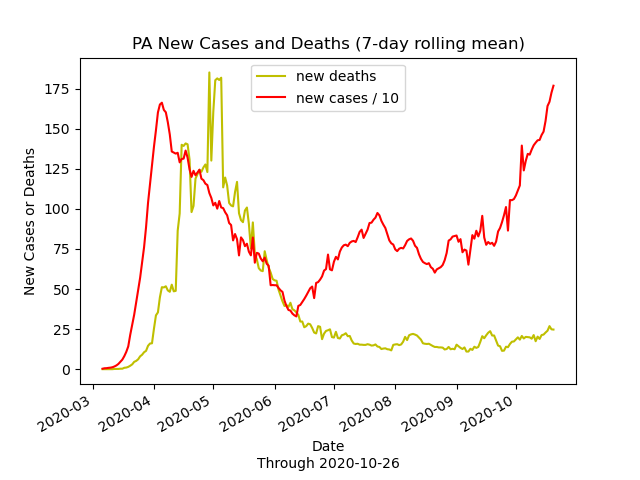 PA New Cases and Deaths (7-day rolling mean)
new deaths
new cases / 10
New Cases or Deaths
175
150
125
100
75
50
25
0
2020-03
2020-04
2020-05
2020-06
2020-07
2020-08
2020-09
2020-10
Date
Through 2020-10-26